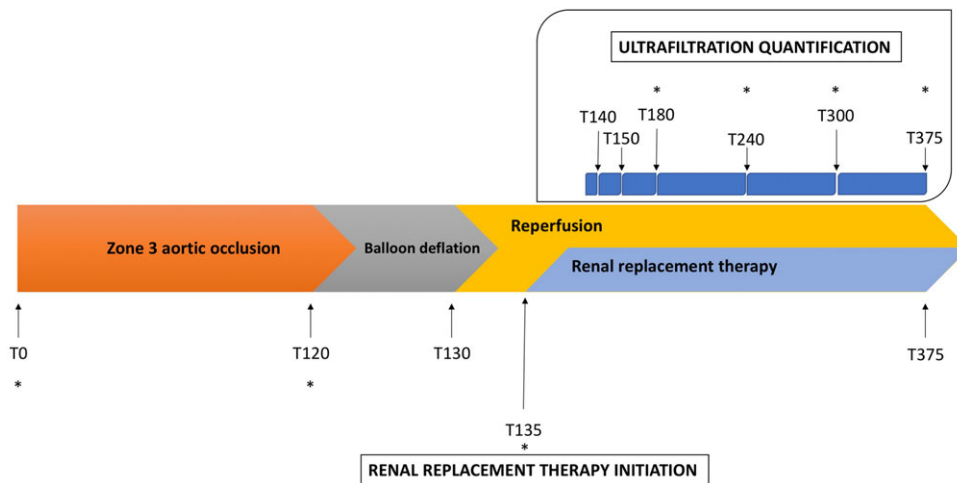 ULTRAFILTRATION QUANTIFICATION
* * * *
T140 T180 T300
T150 T240 T375
Zone 3 aortic occlusion
Balloon deflation
Reperfusion
Renal replacement therapy
T0 T120 T130 T375
* *
T135
*
RENAL REPLACEMENT THERAPY INITIATION